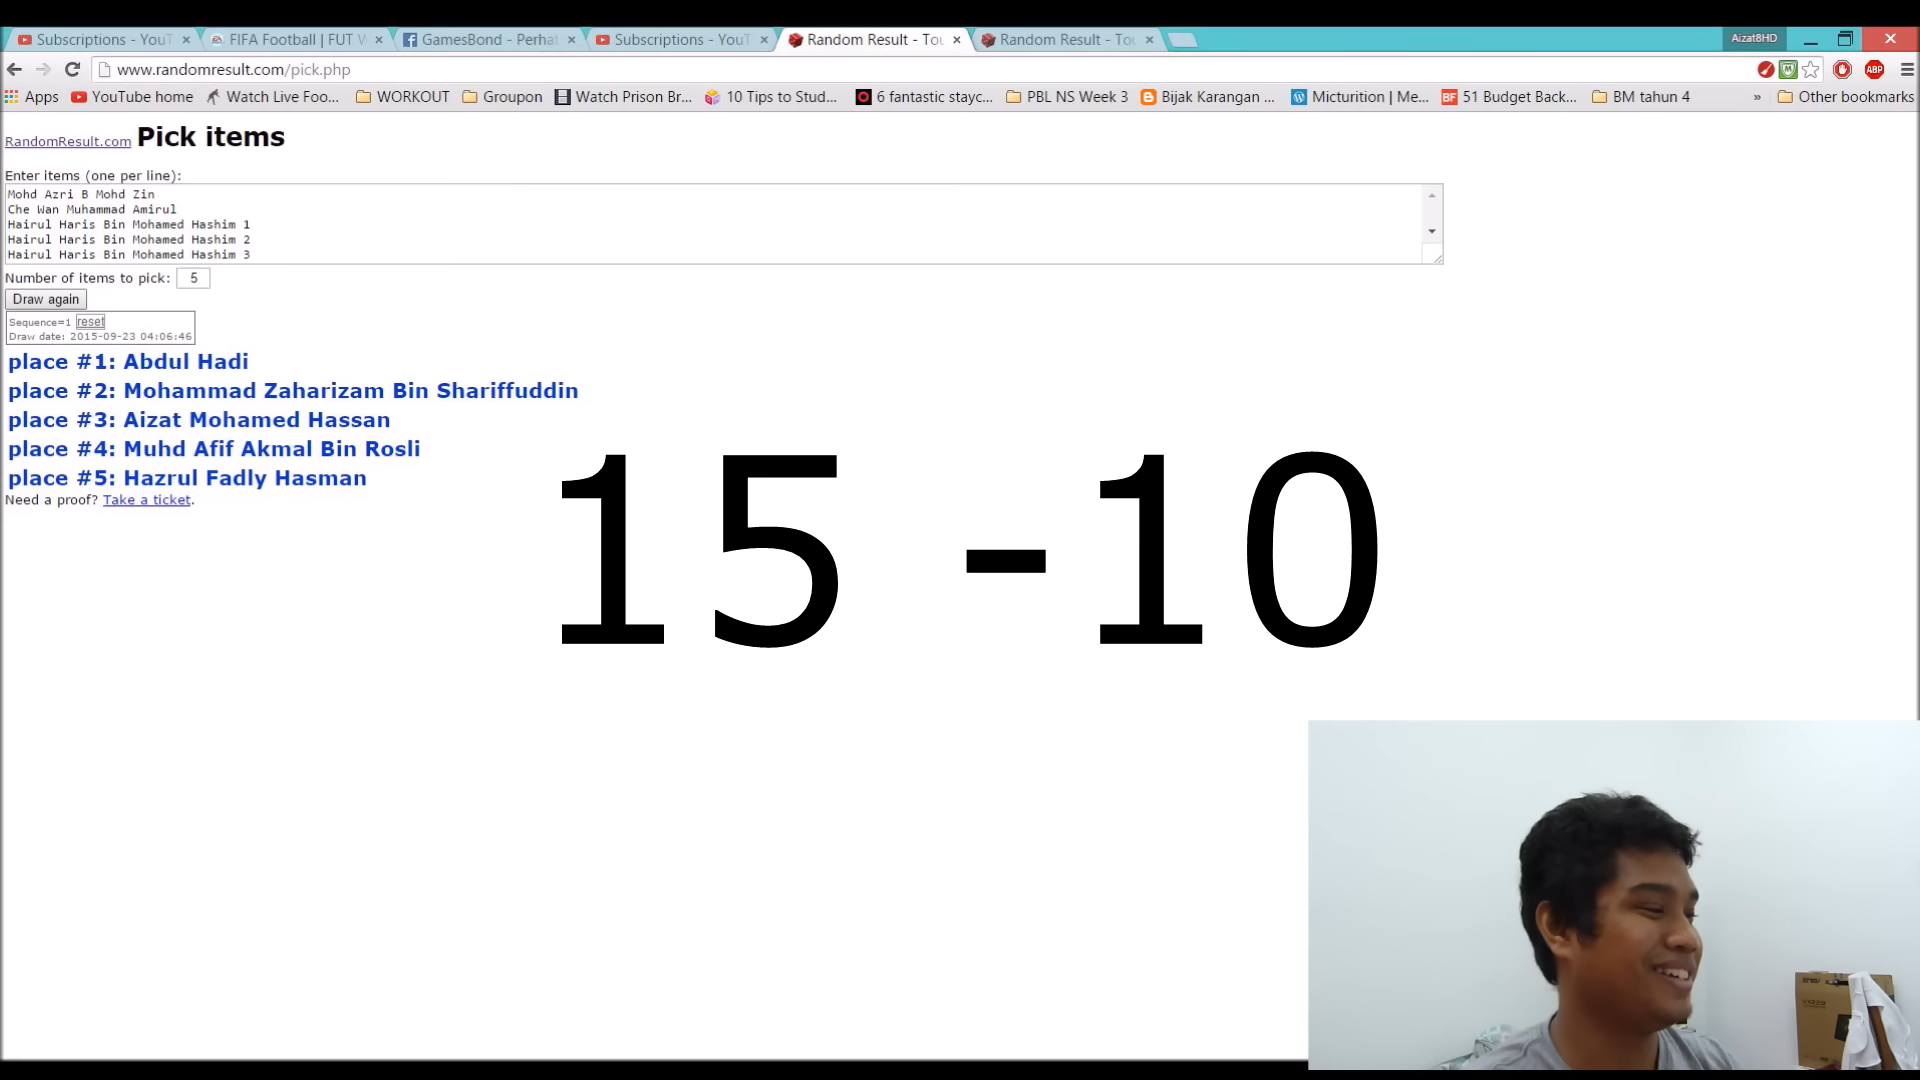 Subscriptions - YouT
FIFA Football | FUT W
GamesBond - Perhat
Subscriptions - YouT
Random Result - Tou
Random Result - Tou
Aizat8HD
www.randomresult.com/pick.php
ABP
Apps YouTube home Watch Live Foo... WORKOUT Groupon Watch Prison Br... 10 Tips to Stud... 6 fantastic stayc... PBL NS Week 3 Bijak Karangan ... Micturition | Me... BF 51 Budget Back... BM tahun 4 » Other bookmarks
RandomResult.com Pick items
Enter items (one per line):
Mohd Azri B Mohd Zin
Che Wan Muhammad Amirul
Hairul Haris Bin Mohamed Hashim 1
Hairul Haris Bin Mohamed Hashim 2
Hairul Haris Bin Mohamed Hashim 3
Number of items to pick: 5
Draw again
Sequence=1 reset
Draw date: 2015-09-23 04:06:46
place #1: Abdul Hadi
place #2: Mohammad Zaharizam Bin Shariffuddin
place #3: Aizat Mohamed Hassan
place #4: Muhd Afif Akmal Bin Rosli
place #5: Hazrul Fadly Hasman
Need a proof? Take a ticket.
15 -10